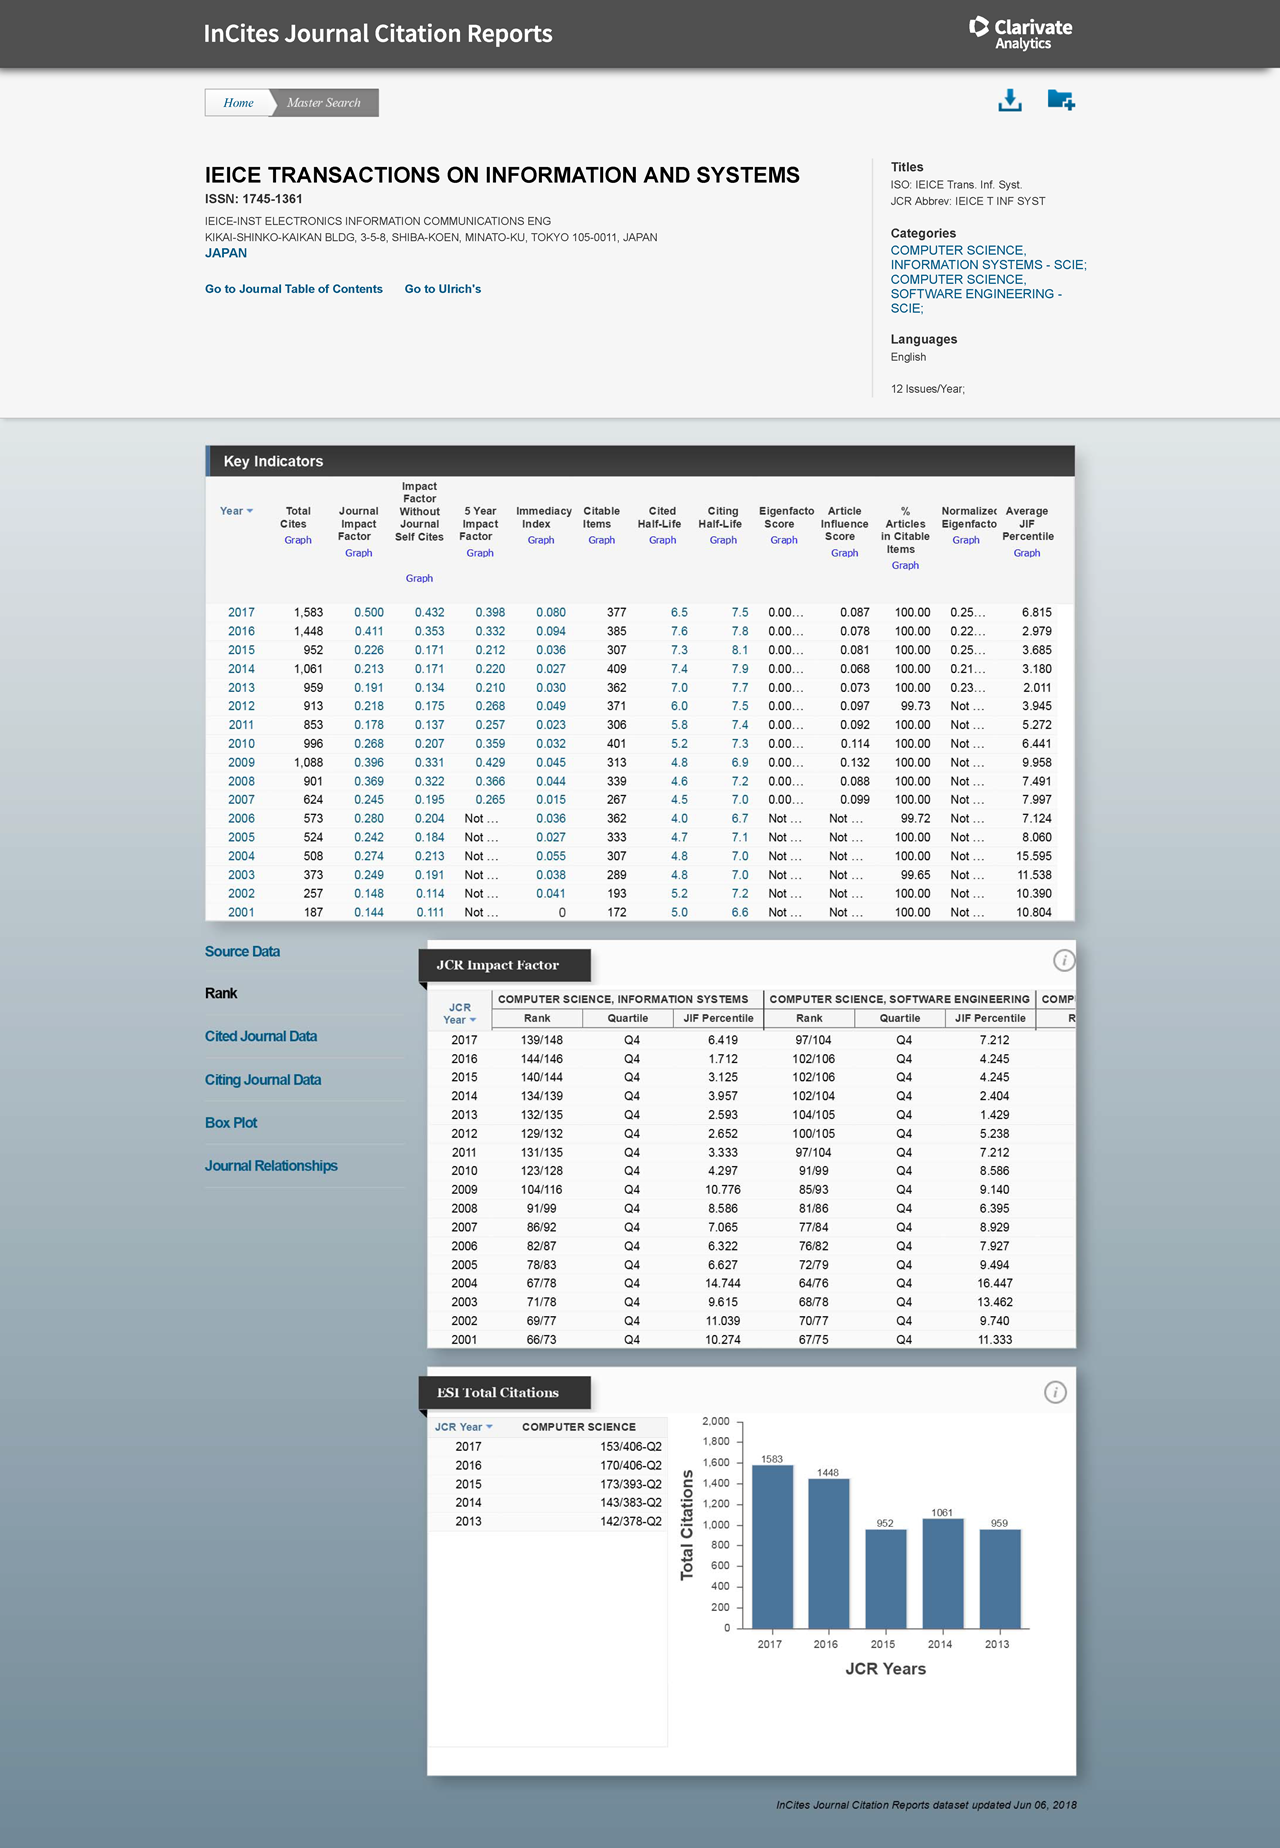 InCites Journal Citation Reports
Clarivate
Analytics
Home Master Search
IEICE TRANSACTIONS ON INFORMATION AND SYSTEMS
ISSN: 1745-1361
IEICE-INST ELECTRONICS INFORMATION COMMUNICATIONS ENG
KIKAI-SHINKO-KAIKAN BLDG, 3-5-8, SHIBA-KOEN, MINATO-KU, TOKYO 105-0011, JAPAN
JAPAN
Go to Journal Table of Contents Go to Ulrich's
Titles
ISO: IEICE Trans. Inf. Syst.
JCR Abbrev: IEICE T INF SYST
Categories
COMPUTER SCIENCE,
INFORMATION SYSTEMS - SCIE;
COMPUTER SCIENCE,
SOFTWARE ENGINEERING -
SCIE;
Languages
English
12 Issues/Year;
Key Indicators
Year
Total
Cites
Graph
Journal
Impact
Factor
Graph
Impact
Factor
Without
Journal
Self Cites
Graph
5 Year
Impact
Factor
Graph
Immediacy
Index
Graph
Citable
Items
Graph
Cited
Half-Life
Graph
Citing
Half-Life
Graph
Eigenfacto
Score
Graph
Article
Influence
Score
Graph
%
Articles
in Citable
Items
Graph
Normalized
Eigenfacto
Graph
Average
JIF
Percentile
Graph
2017 1,583 0.500 0.432 0.398 0.080 377 6.5 7.5 0.00... 0.087 100.00 0.25... 6.815
2016 1,448 0.411 0.353 0.332 0.094 385 7.6 7.8 0.00... 0.078 100.00 0.22... 2.979
2015 952 0.226 0.171 0.212 0.036 307 7.3 8.1 0.00... 0.081 100.00 0.25... 3.685
2014 1,061 0.213 0.171 0.220 0.027 409 7.4 7.9 0.00... 0.068 100.00 0.21... 3.180
2013 959 0.191 0.134 0.210 0.030 362 7.0 7.7 0.00... 0.073 100.00 0.23... 2.011
2012 913 0.218 0.175 0.268 0.049 371 6.0 7.5 0.00... 0.097 99.73 Not ... 3.945
2011 853 0.178 0.137 0.257 0.023 306 5.8 7.4 0.00... 0.092 100.00 Not ... 5.272
2010 996 0.268 0.207 0.359 0.032 401 5.2 7.3 0.00... 0.114 100.00 Not ... 6.441
2009 1,088 0.396 0.331 0.429 0.045 313 4.8 6.9 0.00... 0.132 100.00 Not ... 9.958
2008 901 0.369 0.322 0.366 0.044 339 4.6 7.2 0.00... 0.088 100.00 Not ... 7.491
2007 624 0.245 0.195 0.265 0.015 267 4.5 7.0 0.00... 0.099 100.00 Not ... 7.997
2006 573 0.280 0.204 Not ... 0.036 362 4.0 6.7 Not ... Not ... 99.72 Not ... 7.124
2005 524 0.242 0.184 Not ... 0.027 333 4.7 7.1 Not ... Not ... 100.00 Not ... 8.060
2004 508 0.274 0.213 Not ... 0.055 307 4.8 7.0 Not ... Not ... 100.00 Not ... 15.595
2003 373 0.249 0.191 Not ... 0.038 289 4.8 7.0 Not ... Not ... 99.65 Not ... 11.538
2002 257 0.148 0.114 Not ... 0.041 193 5.2 7.2 Not ... Not ... 100.00 Not ... 10.390
2001 187 0.144 0.111 Not ... 0 172 5.0 6.6 Not ... Not ... 100.00 Not ... 10.804
Source Data
Rank
Cited Journal Data
Citing Journal Data
Box Plot
Journal Relationships
JCR Impact Factor
JCR
Year
COMPUTER SCIENCE, INFORMATION SYSTEMS COMPUTER SCIENCE, SOFTWARE ENGINEERING COMP
Rank Quartile JIF Percentile Rank Quartile JIF Percentile R
2017 139/148 Q4 6.419 97/104 Q4 7.212
2016 144/146 Q4 1.712 102/106 Q4 4.245
2015 140/144 Q4 3.125 102/106 Q4 4.245
2014 134/139 Q4 3.957 102/104 Q4 2.404
2013 132/135 Q4 2.593 104/105 Q4 1.429
2012 129/132 Q4 2.652 100/105 Q4 5.238
2011 131/135 Q4 3.333 97/104 Q4 7.212
2010 123/128 Q4 4.297 91/99 Q4 8.586
2009 104/116 Q4 10.776 85/93 Q4 9.140
2008 91/99 Q4 8.586 81/86 Q4 6.395
2007 86/92 Q4 7.065 77/84 Q4 8.929
2006 82/87 Q4 6.322 76/82 Q4 7.927
2005 78/83 Q4 6.627 72/79 Q4 9.494
2004 67/78 Q4 14.744 64/76 Q4 16.447
2003 71/78 Q4 9.615 68/78 Q4 13.462
2002 69/77 Q4 11.039 70/77 Q4 9.740
2001 66/73 Q4 10.274 67/75 Q4 11.333
ESI Total Citations
JCR Year COMPUTER SCIENCE
2017 153/406-Q2
2016 170/406-Q2
2015 173/393-Q2
2014 143/383-Q2
2013 142/378-Q2
Total Citations
2,000
1,800
1,600
1,400
1,200
1,000
800
600
400
200
0
1583 1448 952 1061 959
2017 2016 2015 2014 2013
JCR Years
InCites Journal Citation Reports dataset updated Jun 06, 2018